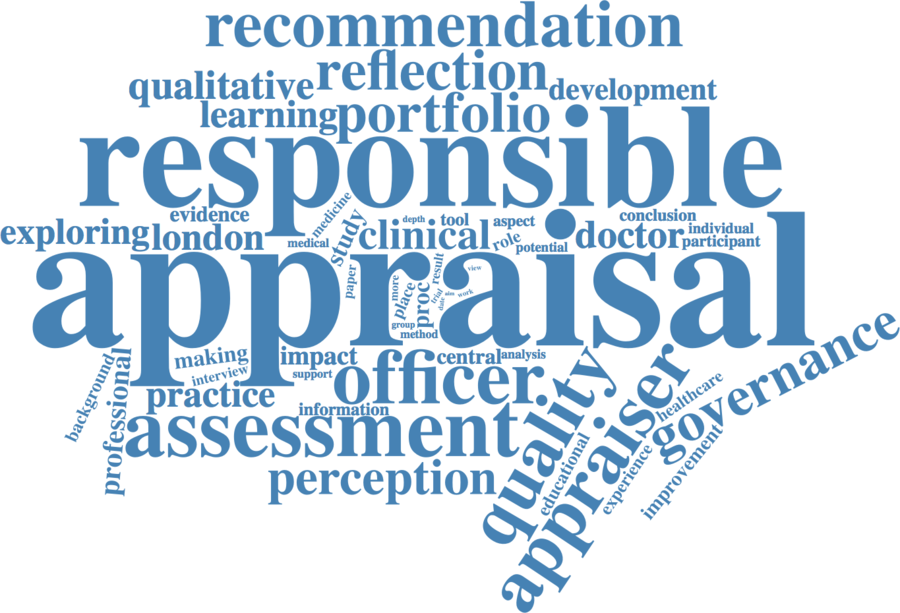 recommendation
reflection
qualitative
development
learning
portfolio
responsible
evidence
medicine
depth
tool
aspect
conclusion
exploring
london
medical
study
clinical
role
potential
doctor
individual
participant
appraisal
paper
more
place
proc
result
view
trial
date
also
work
group
method
background
professional
making
interview
impact
support
central
analysis
officer
practice
information
assessment
perception
quality
educational
appraiser
experience
healthcare
governance
improvement